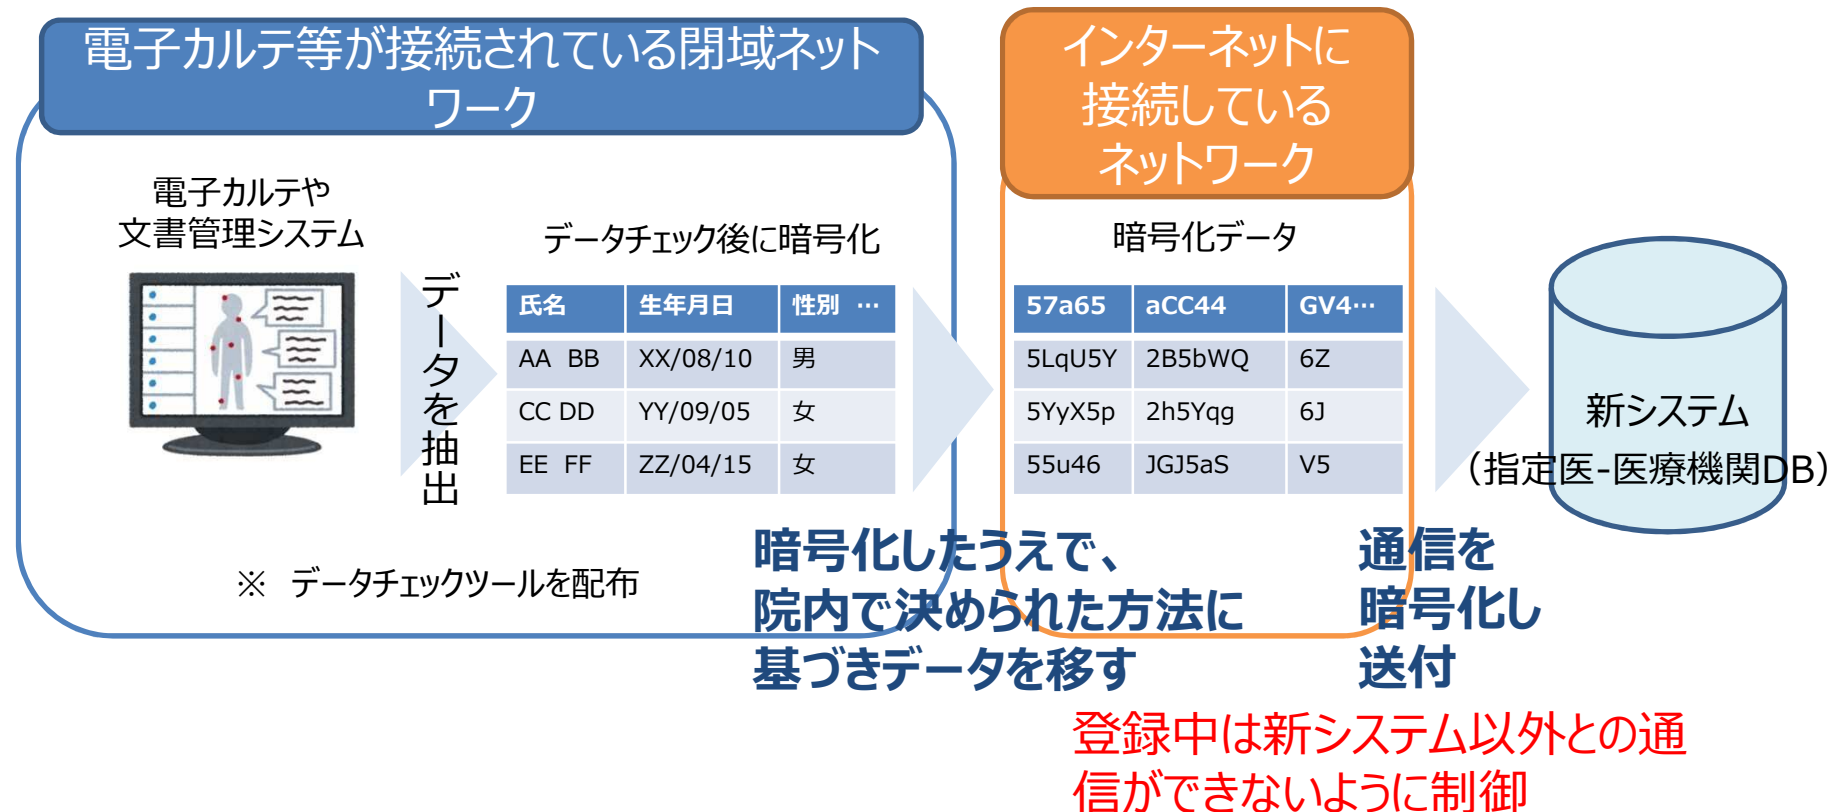 電子カルテ等が接続されている閉域ネット
ワーク
インターネットに
接続している
ネットワーク
電子カルテや
文書管理システム
データを抽出
データチェック後に暗号化
氏名 生年月日 性別 …
AA BB XX/08/10 男
CC DD YY/09/05 女
EE FF ZZ/04/15 女
暗号化データ
57a65 aCC44 GV4…
5LqU5Y 2B5bWQ 6Z
5YyX5p 2h5Yqg 6J
55u46 JGJ5aS V5
新システム
（指定医-医療機関DB）
※ データチェックツールを配布
暗号化したうえで、
院内で決められた方法に
基づきデータを移す
通信を
暗号化し
送付
登録中は新システム以外との通
信ができないように制御